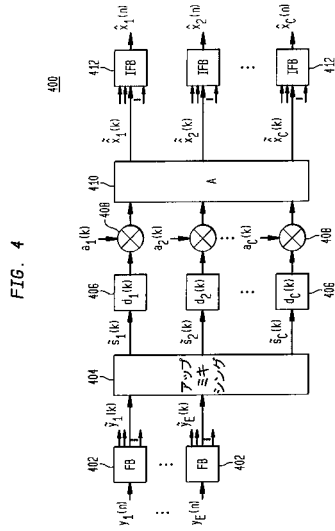 FIG. 4
400
y₁(n)
FB
402
ỹ₁(k)
⋯
y_E(n)
FB
402
ỹ_E(k)
404
アップ
ミキ
シング
s̃₁(k)
s̃₂(k)
⋯
s̃_C(k)
406
d₁(k)
d₂(k)
⋯
d_C(k)
406
a₁(k)
408
a₂(k)
⋯
a_C(k)
408
410
A
x̂̃₁(k)
x̂̃₂(k)
x̂̃_C(k)
412
IFB
IFB
⋯
IFB
412
x̂₁(n)
x̂₂(n)
⋯
x̂_C(n)